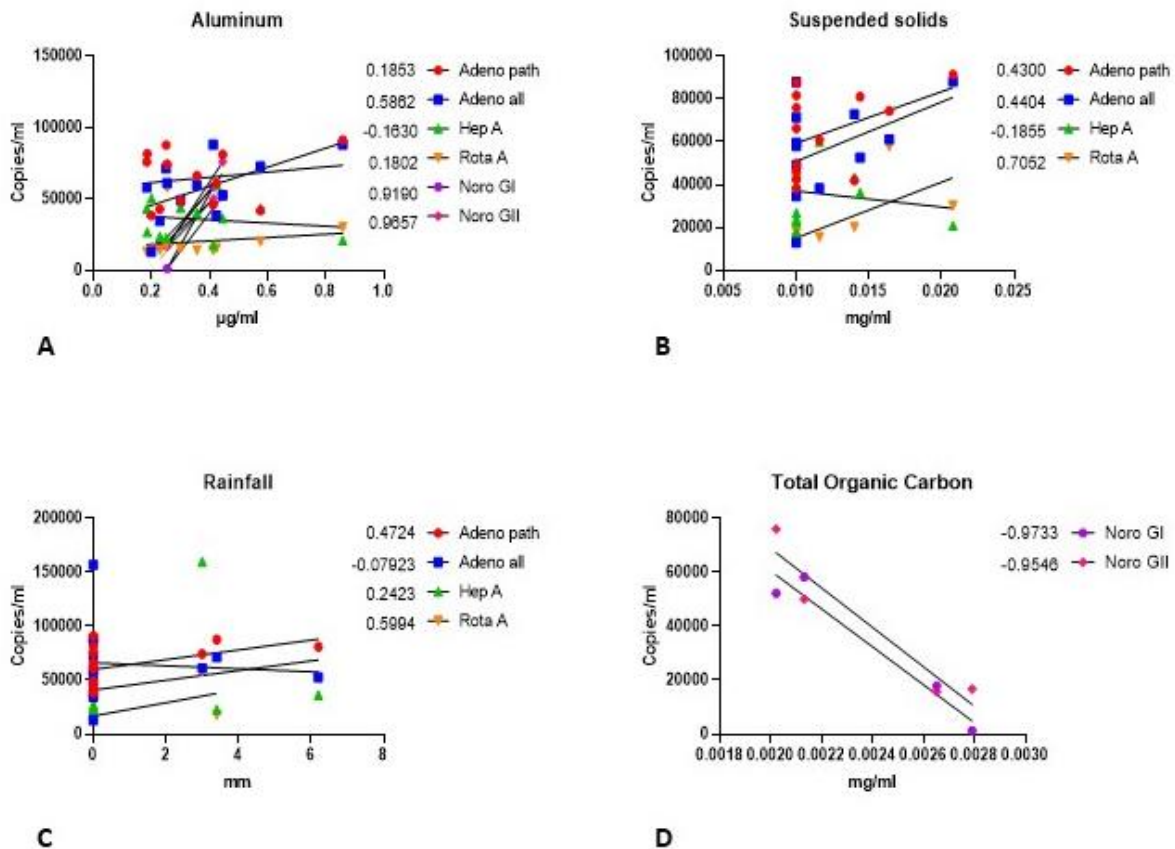 Aluminum
150000
100000
50000
0
Copies/ml
0.0 0.2 0.4 0.6 0.8 1.0
µg/ml
0.1853 Adeno path
0.5862 Adeno all
-0.1630 Hep A
0.1802 Rota A
0.9190 Noro GI
0.9657 Noro GII
A
Suspended solids
100000
80000
60000
40000
20000
0
Copies/ml
0.005 0.010 0.015 0.020 0.025
mg/ml
0.4300 Adeno path
0.4404 Adeno all
-0.1855 Hep A
0.7052 Rota A
B
Rainfall
200000
150000
100000
50000
0
Copies/ml
0 2 4 6 8
mm
0.4724 Adeno path
-0.07923 Adeno all
0.2423 Hep A
0.5994 Rota A
C
Total Organic Carbon
80000
60000
40000
20000
0
Copies/ml
0.0018 0.0020 0.0022 0.0024 0.0026 0.0028 0.0030
mg/ml
-0.9733 Noro GI
-0.9546 Noro GII
D